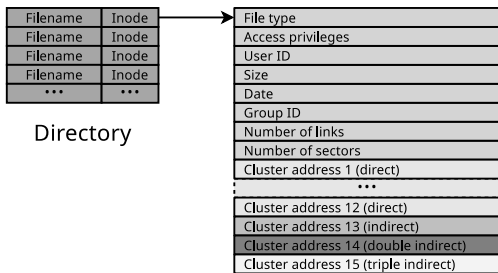 Filename Inode
Filename Inode
Filename Inode
Filename Inode
Filename Inode
... ...
Directory
File type
Access privileges
User ID
Size
Date
Group ID
Number of links
Number of sectors
Cluster address 1 (direct)
...
Cluster address 12 (direct)
Cluster address 13 (indirect)
Cluster address 14 (double indirect)
Cluster address 15 (triple indirect)